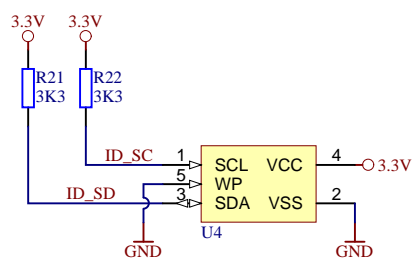 3.3V 3.3V
R21 R22
3K3 3K3
ID_SC 1 SCL VCC 4 3.3V
5 WP
ID_SD 3 SDA VSS 2
U4
GND GND